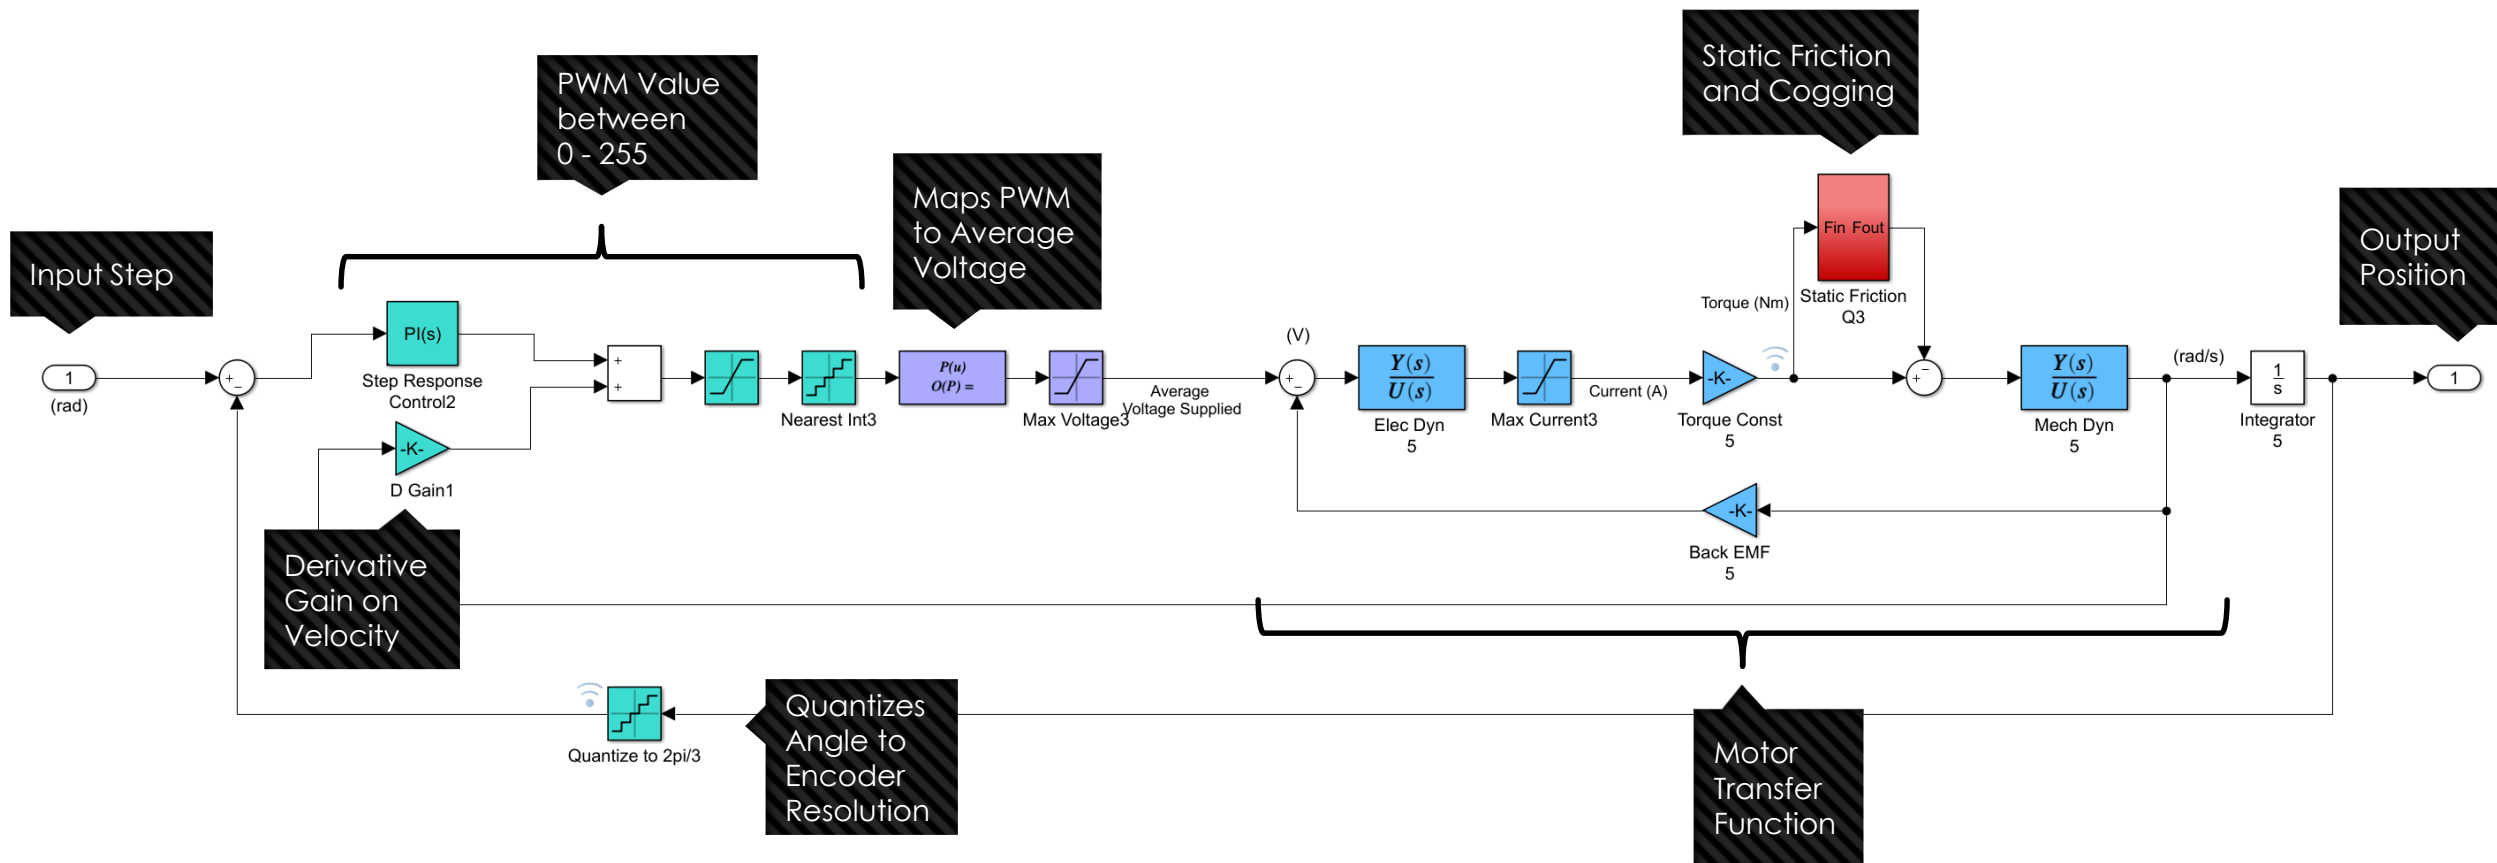 Static Friction
and Cogging
PWM Value
between
0 - 255
Maps PWM
to Average
Voltage
Input Step
Output
Position
Fin Fout
Torque (Nm)
Static Friction
Q3
PI(s)
Step Response
Control2
1
(rad)
+
−
+
+
Nearest Int3
P(u)
O(P) =
Max Voltage3
Average
Voltage Supplied
(V)
+
−
Y(s)
U(s)
Elec Dyn
5
Max Current3
Current (A)
-K-
Torque Const
5
+
−
Y(s)
U(s)
Mech Dyn
5
(rad/s)
1
s
Integrator
5
1
-K-
D Gain1
-K-
Back EMF
5
Derivative
Gain on
Velocity
Quantize to 2pi/3
Quantizes
Angle to
Encoder
Resolution
Motor
Transfer
Function